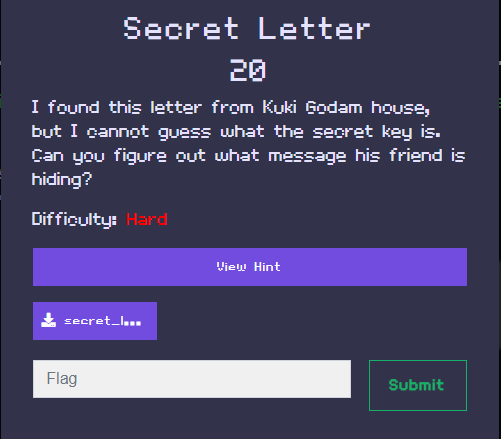 Secret Letter
20
I found this letter from Kuki Godam house,
but I cannot guess what the secret key is.
Can you figure out what message his friend is
hiding?
Difficulty: Hard
View Hint
secret_l...
Flag
Submit